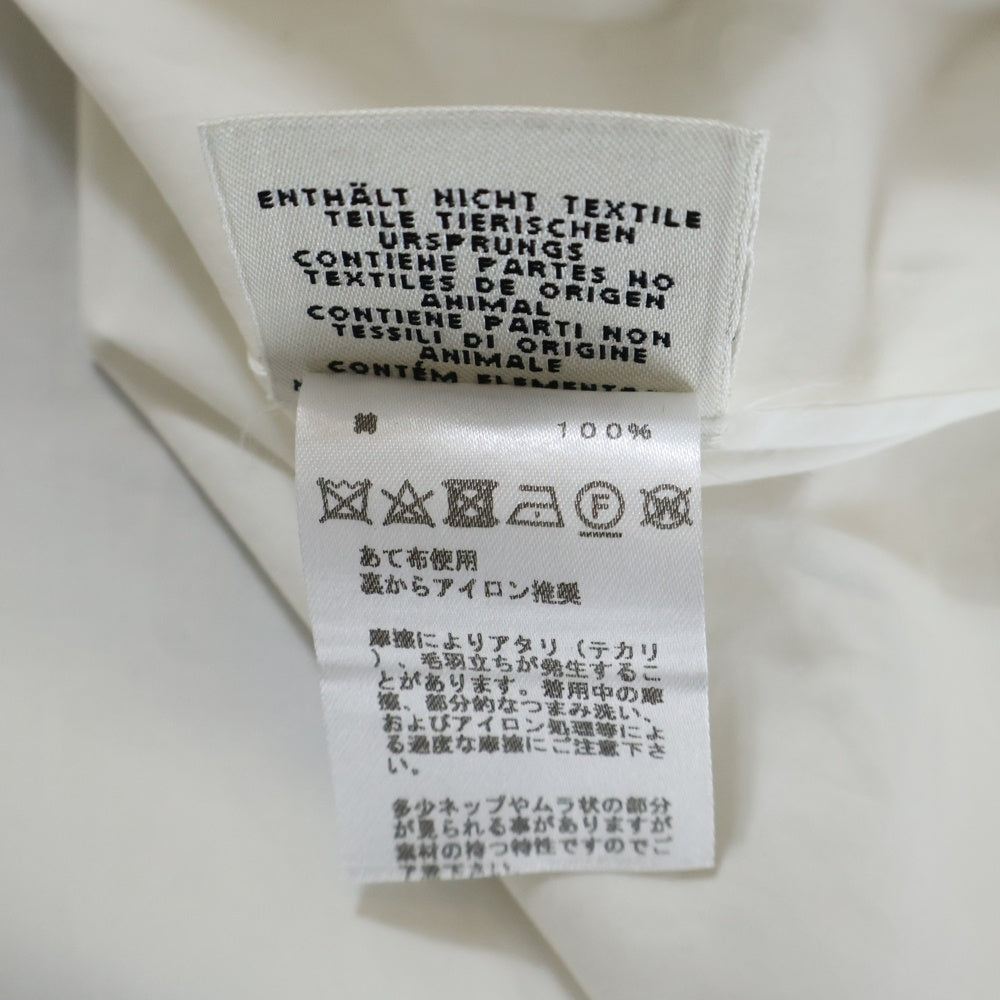 ENTHÄLT NICHT TEXTILE
TEILE TIERISCHEN
URSPRUNGS
CONTIENE PARTES NO
TEXTILES DE ORIGEN
ANIMAL
CONTIENE PARTI NON
TESSILI DI ORIGINE
ANIMALE
CONTÉM
100%
F
W
あて布使用
裏からアイロン推奨
摩擦によりアタリ(テカリ
)、毛羽立ちが発生するこ
とがあります。着用中の摩
擦、部分的なつまみ洗い、
およびアイロン処理等によ
る過度な摩擦にご注意下さ
い。
多少ネップやムラ状の部分
が見られる事がありますが
素材の持つ特性ですのでご
了承下さい